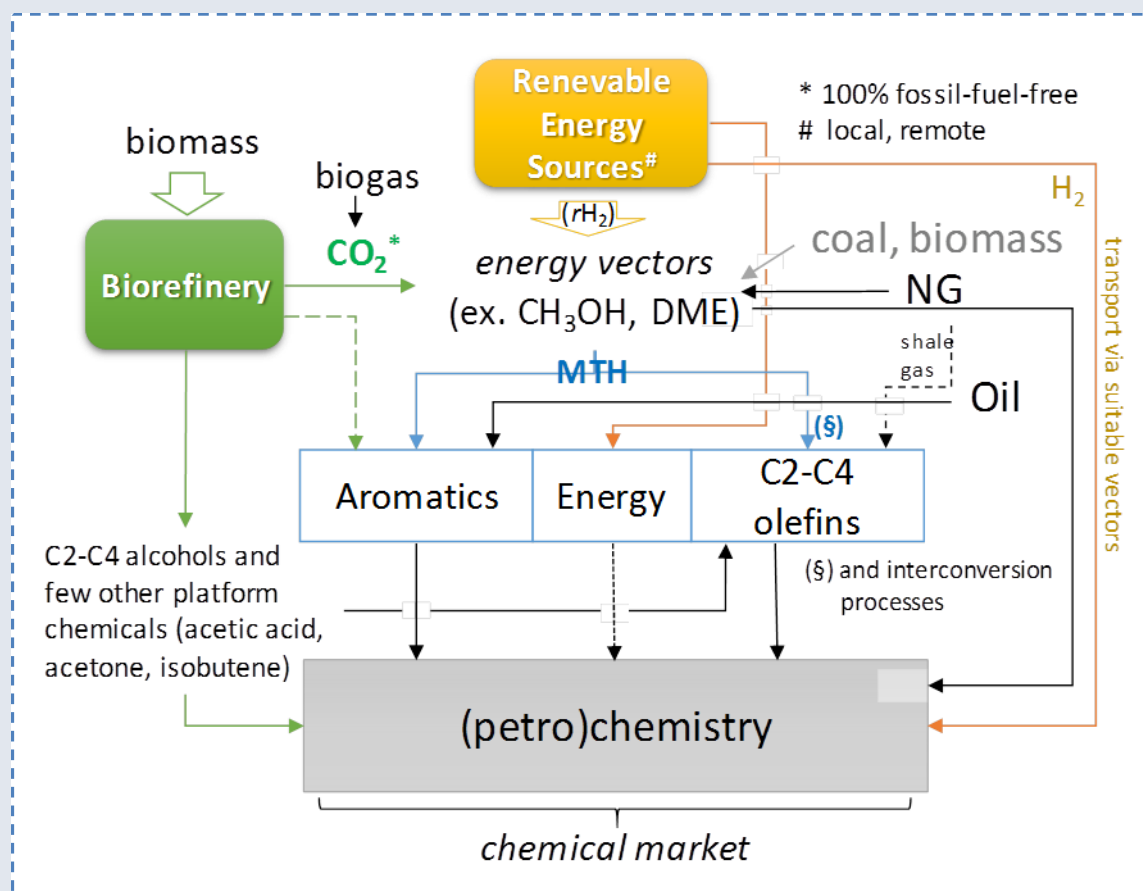 Renevable
Energy
Sources#
* 100% fossil-fuel-free
# local, remote
biomass
biogas
(rH2)
H2
CO2*
Biorefinery
energy vectors
(ex. CH3OH, DME)
coal, biomass
NG
transport via suitable vectors
MTH
shale
gas
Oil
(§)
Aromatics
Energy
C2-C4
olefins
C2-C4 alcohols and
few other platform
chemicals (acetic acid,
acetone, isobutene)
(§) and interconversion
processes
(petro)chemistry
chemical market